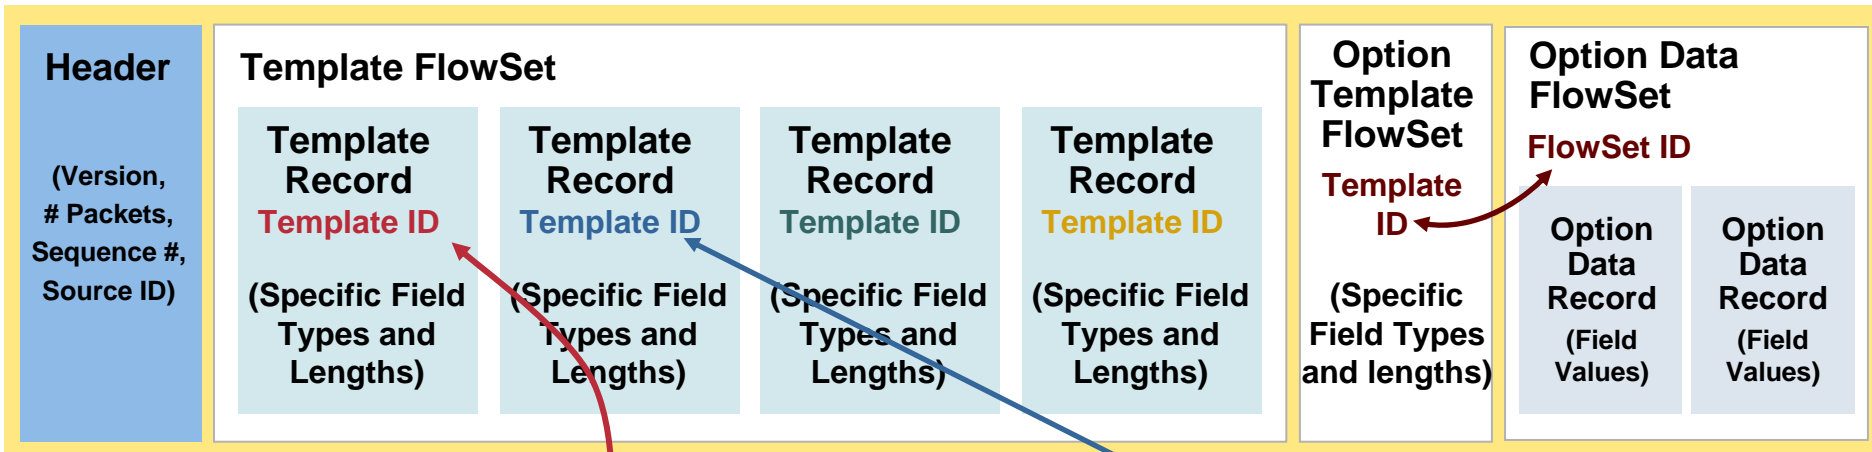 Header
(Version,
# Packets,
Sequence #,
Source ID)
Template FlowSet
Template
Record
Template ID
(Specific Field
Types and
Lengths)
Template
Record
Template ID
(Specific Field
Types and
Lengths)
Template
Record
Template ID
(Specific Field
Types and
Lengths)
Template
Record
Template ID
(Specific Field
Types and
Lengths)
Option
Template
FlowSet
Template
ID
(Specific
Field Types
and lengths)
Option Data
FlowSet
FlowSet ID
Option
Data
Record
(Field
Values)
Option
Data
Record
(Field
Values)